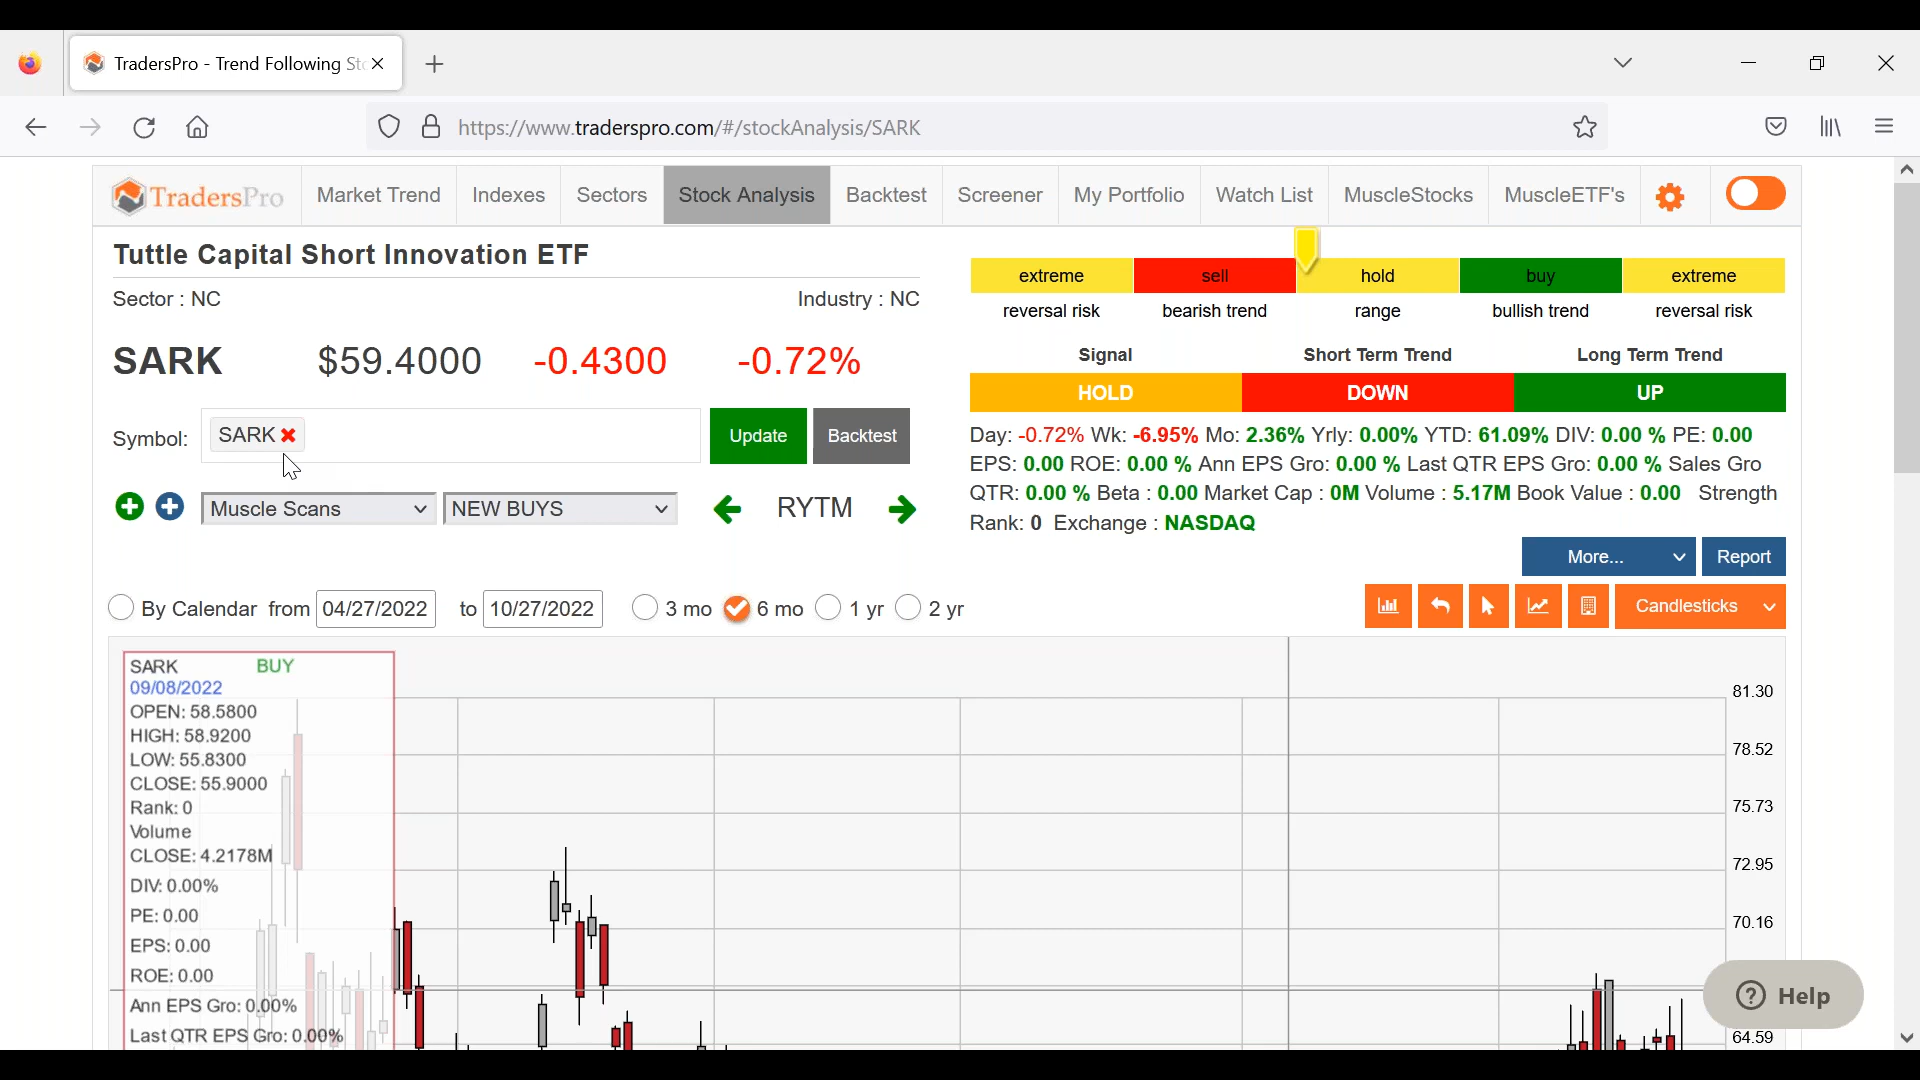 TradersPro - Trend Following Sto
https://www.traderspro.com/#/stockAnalysis/SARK
TradersPro Market Trend Indexes Sectors Stock Analysis Backtest Screener My Portfolio Watch List MuscleStocks MuscleETF's
Tuttle Capital Short Innovation ETF
Sector : NC Industry : NC
SARK $59.4000 -0.4300 -0.72%
Symbol: SARK Update Backtest
Muscle Scans NEW BUYS RYTM
extreme sell hold buy extreme
reversal risk bearish trend range bullish trend reversal risk
Signal Short Term Trend Long Term Trend
HOLD DOWN UP
Day: -0.72% Wk: -6.95% Mo: 2.36% Yrly: 0.00% YTD: 61.09% DIV: 0.00 % PE: 0.00
EPS: 0.00 ROE: 0.00 % Ann EPS Gro: 0.00 % Last QTR EPS Gro: 0.00 % Sales Gro
QTR: 0.00 % Beta : 0.00 Market Cap : 0M Volume : 5.17M Book Value : 0.00 Strength
Rank: 0 Exchange : NASDAQ
More... Report
By Calendar from 04/27/2022 to 10/27/2022 3 mo 6 mo 1 yr 2 yr
Candlesticks
SARK BUY
09/08/2022
OPEN: 58.5800
HIGH: 58.9200
LOW: 55.8300
CLOSE: 55.9000
Rank: 0
Volume
CLOSE: 4.2178M
DIV: 0.00%
PE: 0.00
EPS: 0.00
ROE: 0.00
Ann EPS Gro: 0.00%
Last QTR EPS Gro: 0.00%
81.30
78.52
75.73
72.95
70.16
64.59
Help